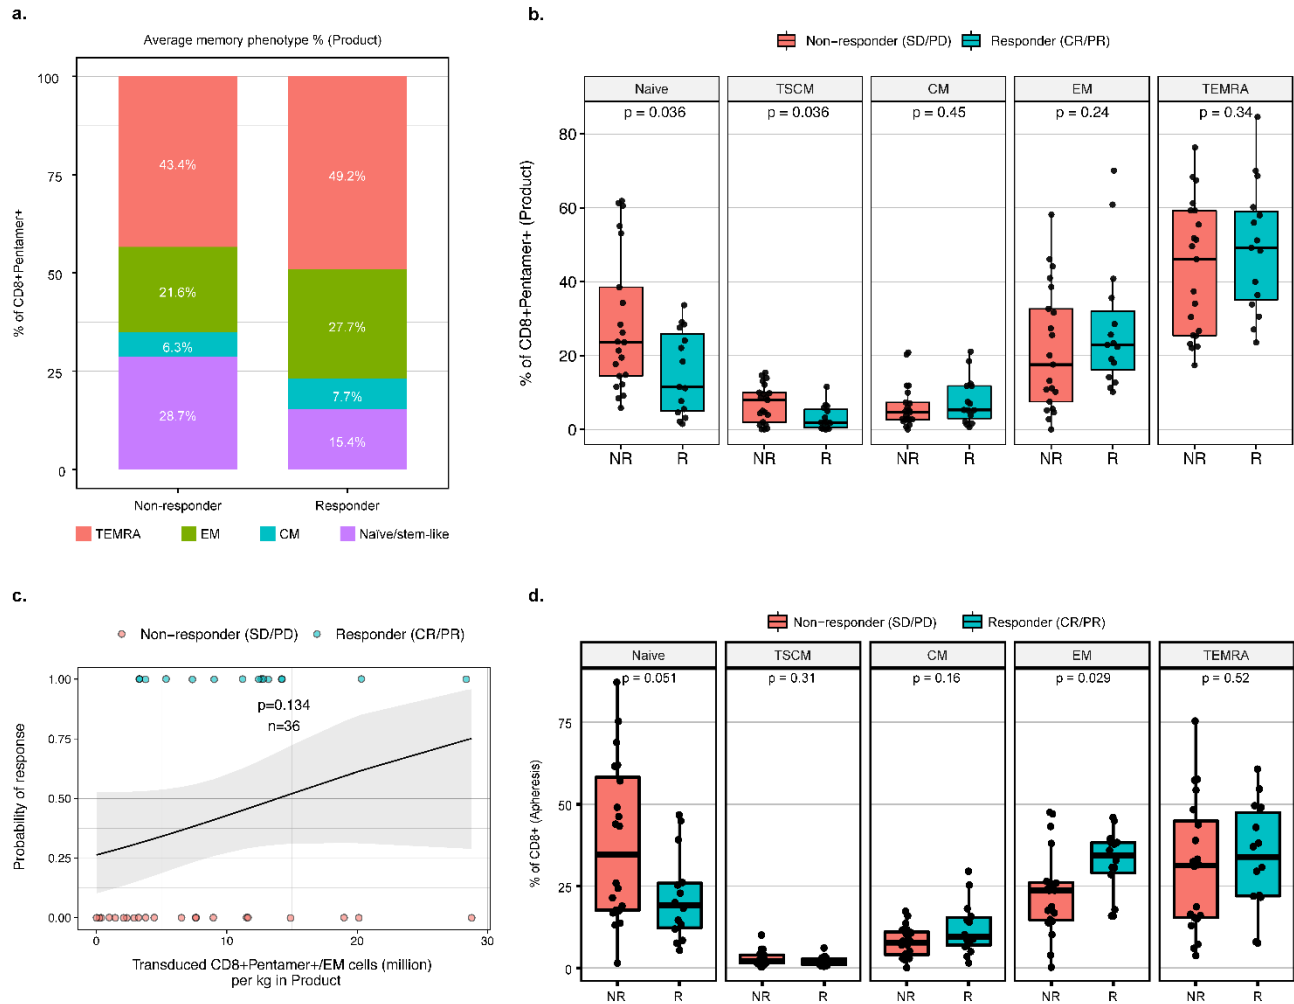 a.
Average memory phenotype % (Product)
% of CD8+Pentamer+
100
75
50
25
0
43.4%
21.6%
6.3%
28.7%
49.2%
27.7%
7.7%
15.4%
Non-responder
Responder
TEMRA
EM
CM
Naïve/stem-like
b.
Non-responder (SD/PD)
Responder (CR/PR)
% of CD8+Pentamer+ (Product)
80
60
40
20
0
Naive
TSCM
CM
EM
TEMRA
p = 0.036
p = 0.036
p = 0.45
p = 0.24
p = 0.34
NR
R
NR
R
NR
R
NR
R
NR
R
c.
Non-responder (SD/PD)
Responder (CR/PR)
Probability of response
1.00
0.75
0.50
0.25
0.00
p=0.134
n=36
0
10
20
30
Transduced CD8+Pentamer+/EM cells (million)
per kg in Product
d.
Non-responder (SD/PD)
Responder (CR/PR)
% of CD8+ (Apheresis)
75
50
25
0
Naive
TSCM
CM
EM
TEMRA
p = 0.051
p = 0.31
p = 0.16
p = 0.029
p = 0.52
NR
R
NR
R
NR
R
NR
R
NR
R